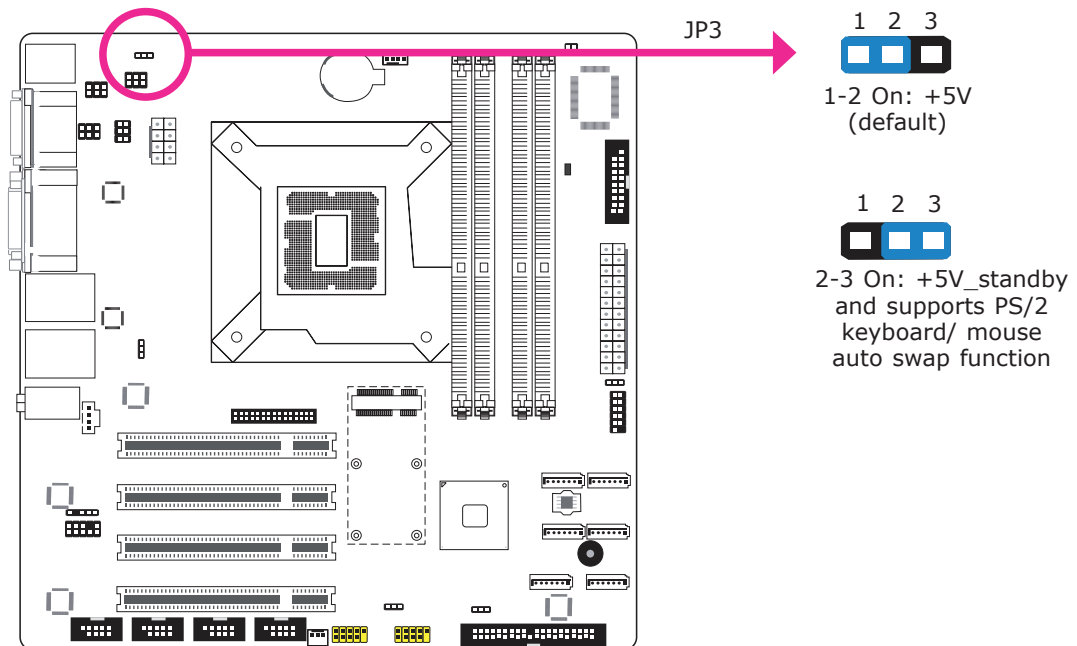 JP3
1 2 3
1-2 On: +5V
(default)
1 2 3
2-3 On: +5V_standby
and supports PS/2
keyboard/ mouse
auto swap function